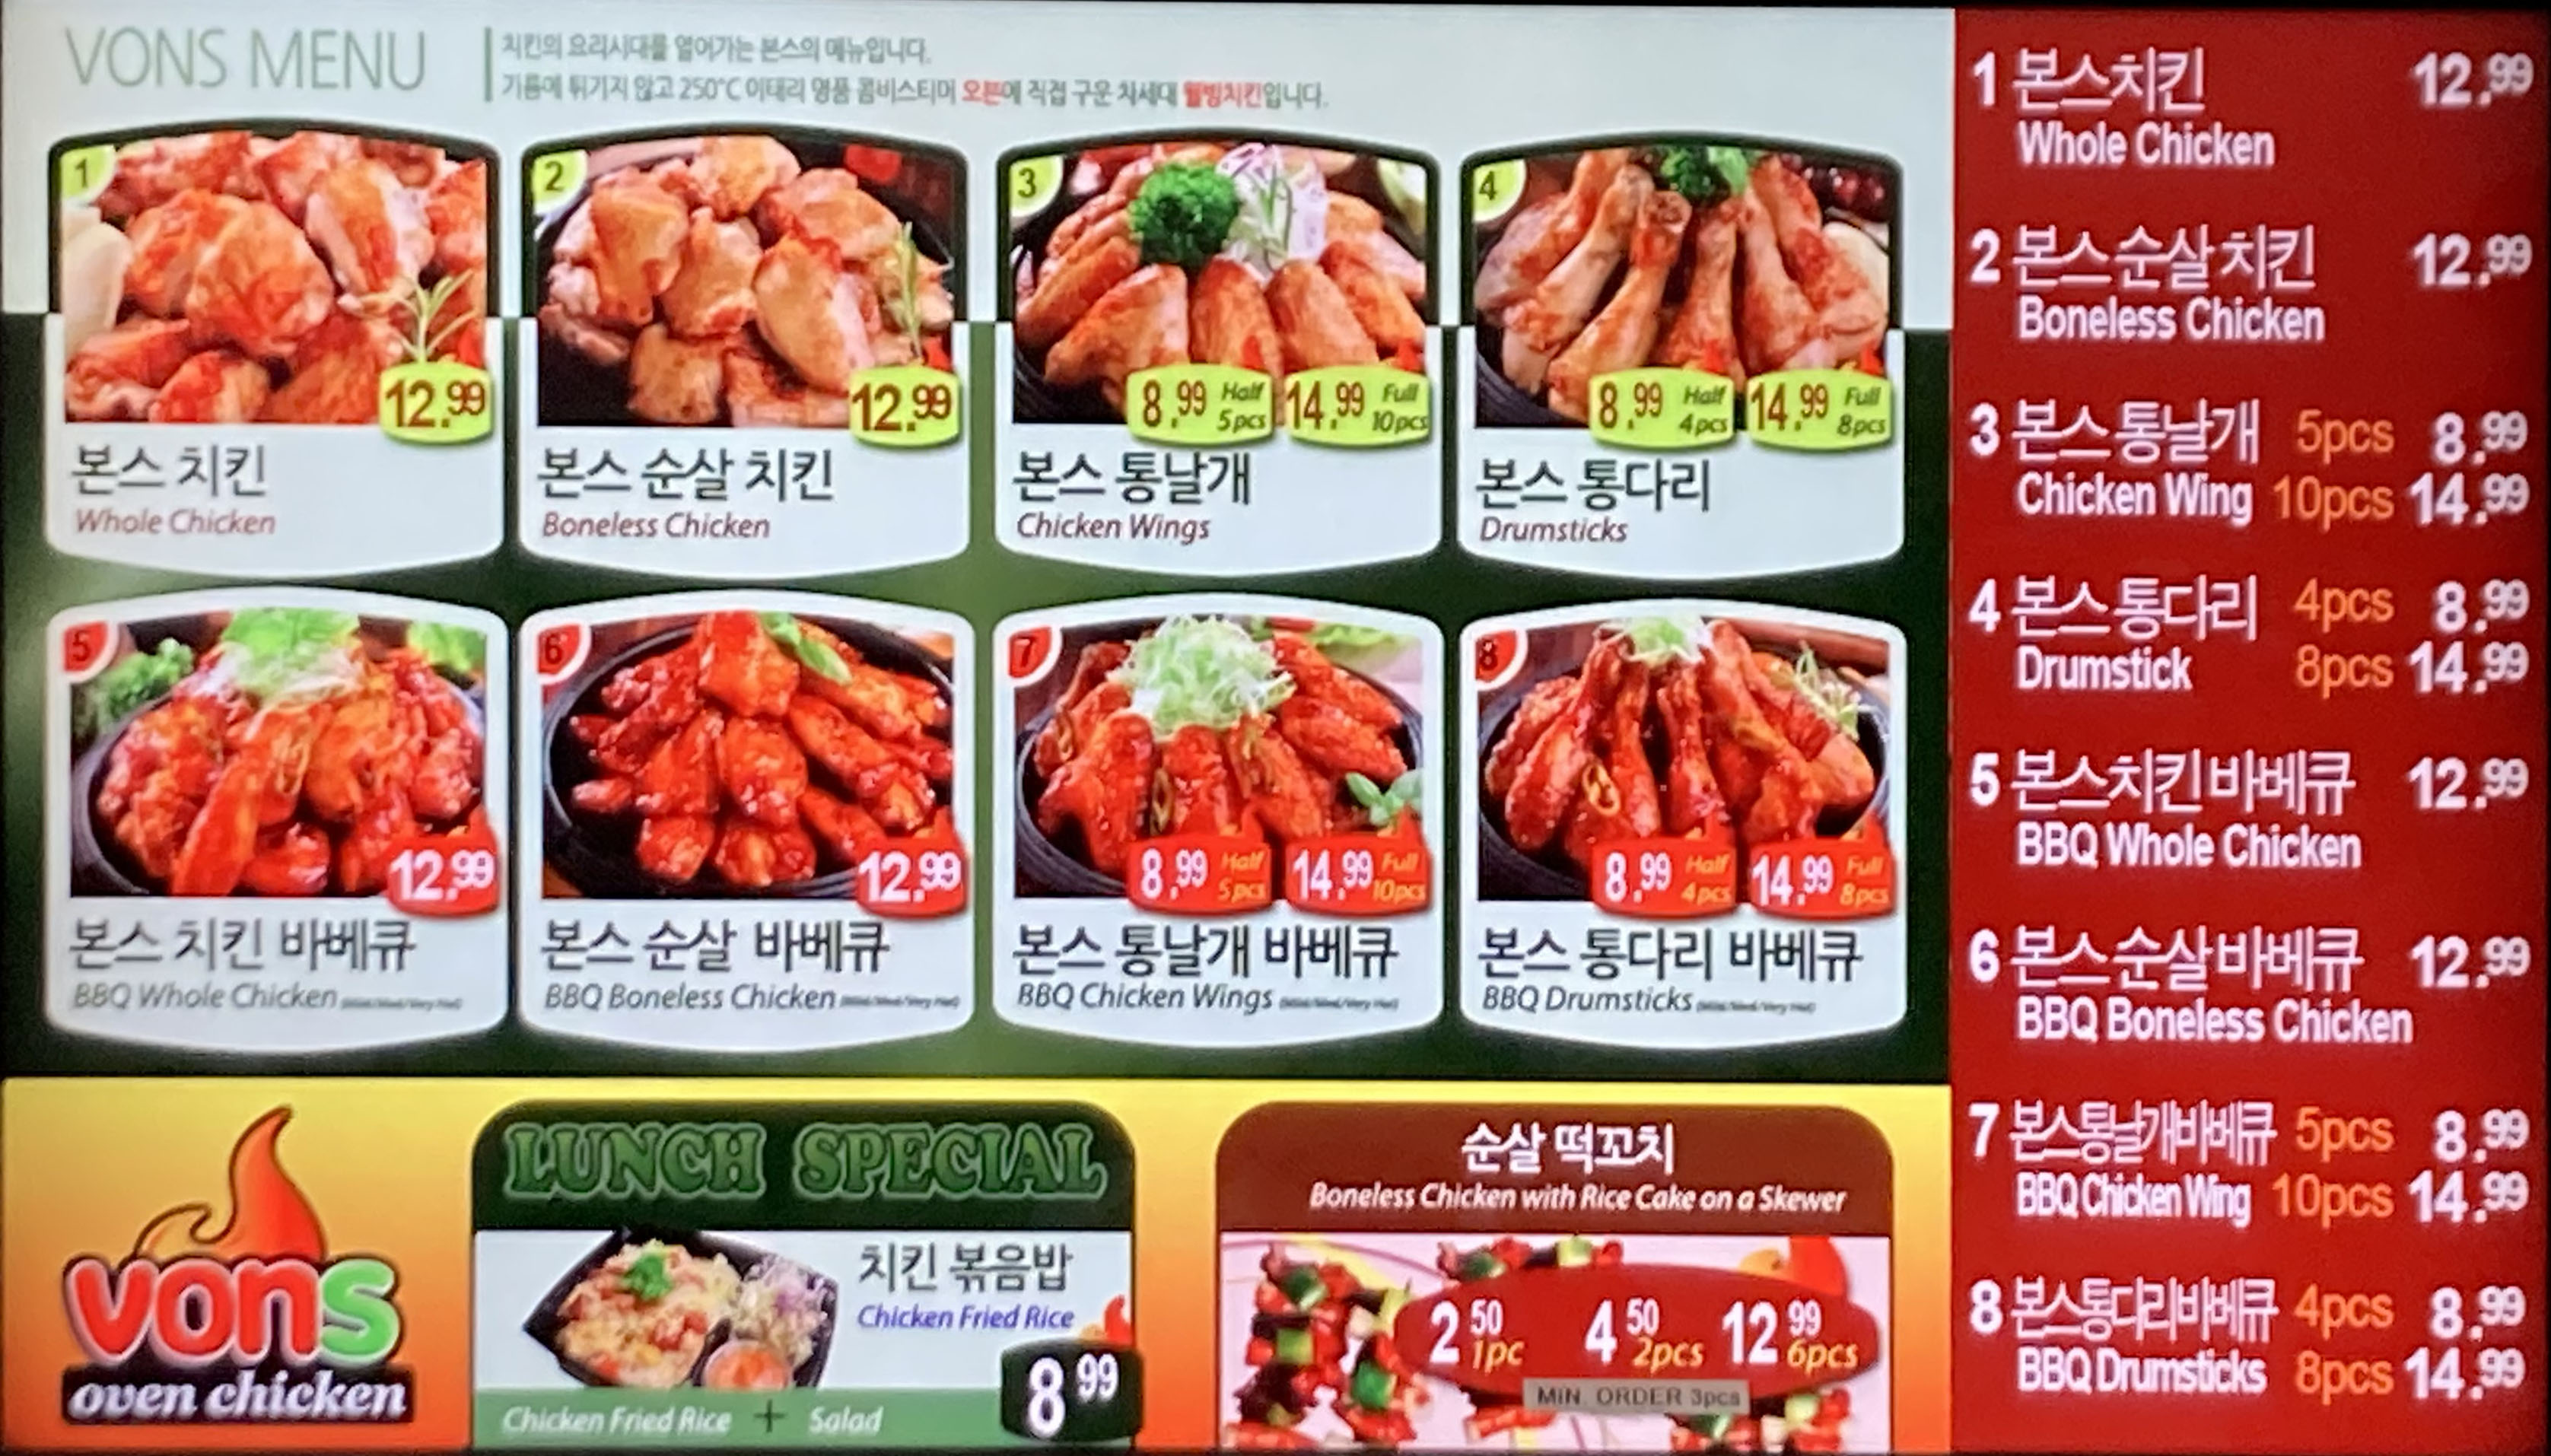 VONS MENU
치킨의 요리시대를 열어가는 본스의 메뉴입니다.
기름에 튀기지 않고 250°C 이태리 명품 콤비스티머 오븐에 직접 구운 차세대 웰빙치킨입니다.
1
12.99
본스 치킨
Whole Chicken
2
12.99
본스 순살 치킨
Boneless Chicken
3
8.99 Half 5pcs 14.99 Full 10pcs
본스 통날개
Chicken Wings
4
8.99 Half 4pcs 14.99 Full 8pcs
본스 통다리
Drumsticks
5
12.99
본스 치킨 바베큐
BBQ Whole Chicken
6
12.99
본스 순살 바베큐
BBQ Boneless Chicken
7
8.99 Half 5pcs 14.99 Full 10pcs
본스 통날개 바베큐
BBQ Chicken Wings
8
8.99 Half 4pcs 14.99 Full 8pcs
본스 통다리 바베큐
BBQ Drumsticks
vons
oven chicken
LUNCH SPECIAL
치킨 볶음밥
Chicken Fried Rice
8.99
Chicken Fried Rice + Salad
순살 떡꼬치
Boneless Chicken with Rice Cake on a Skewer
2 50 1pc 4 50 2pcs 12 99 6pcs
MIN. ORDER 3pcs
1 본스치킨 12.99
Whole Chicken
2 본스 순살 치킨 12.99
Boneless Chicken
3 본스 통날개 5pcs 8.99
Chicken Wing 10pcs 14.99
4 본스 통다리 4pcs 8.99
Drumstick 8pcs 14.99
5 본스치킨 바베큐 12.99
BBQ Whole Chicken
6 본스 순살 바베큐 12.99
BBQ Boneless Chicken
7 본스통날개바베큐 5pcs 8.99
BBQ Chicken Wing 10pcs 14.99
8 본스통다리바베큐 4pcs 8.99
BBQ Drumsticks 8pcs 14.99